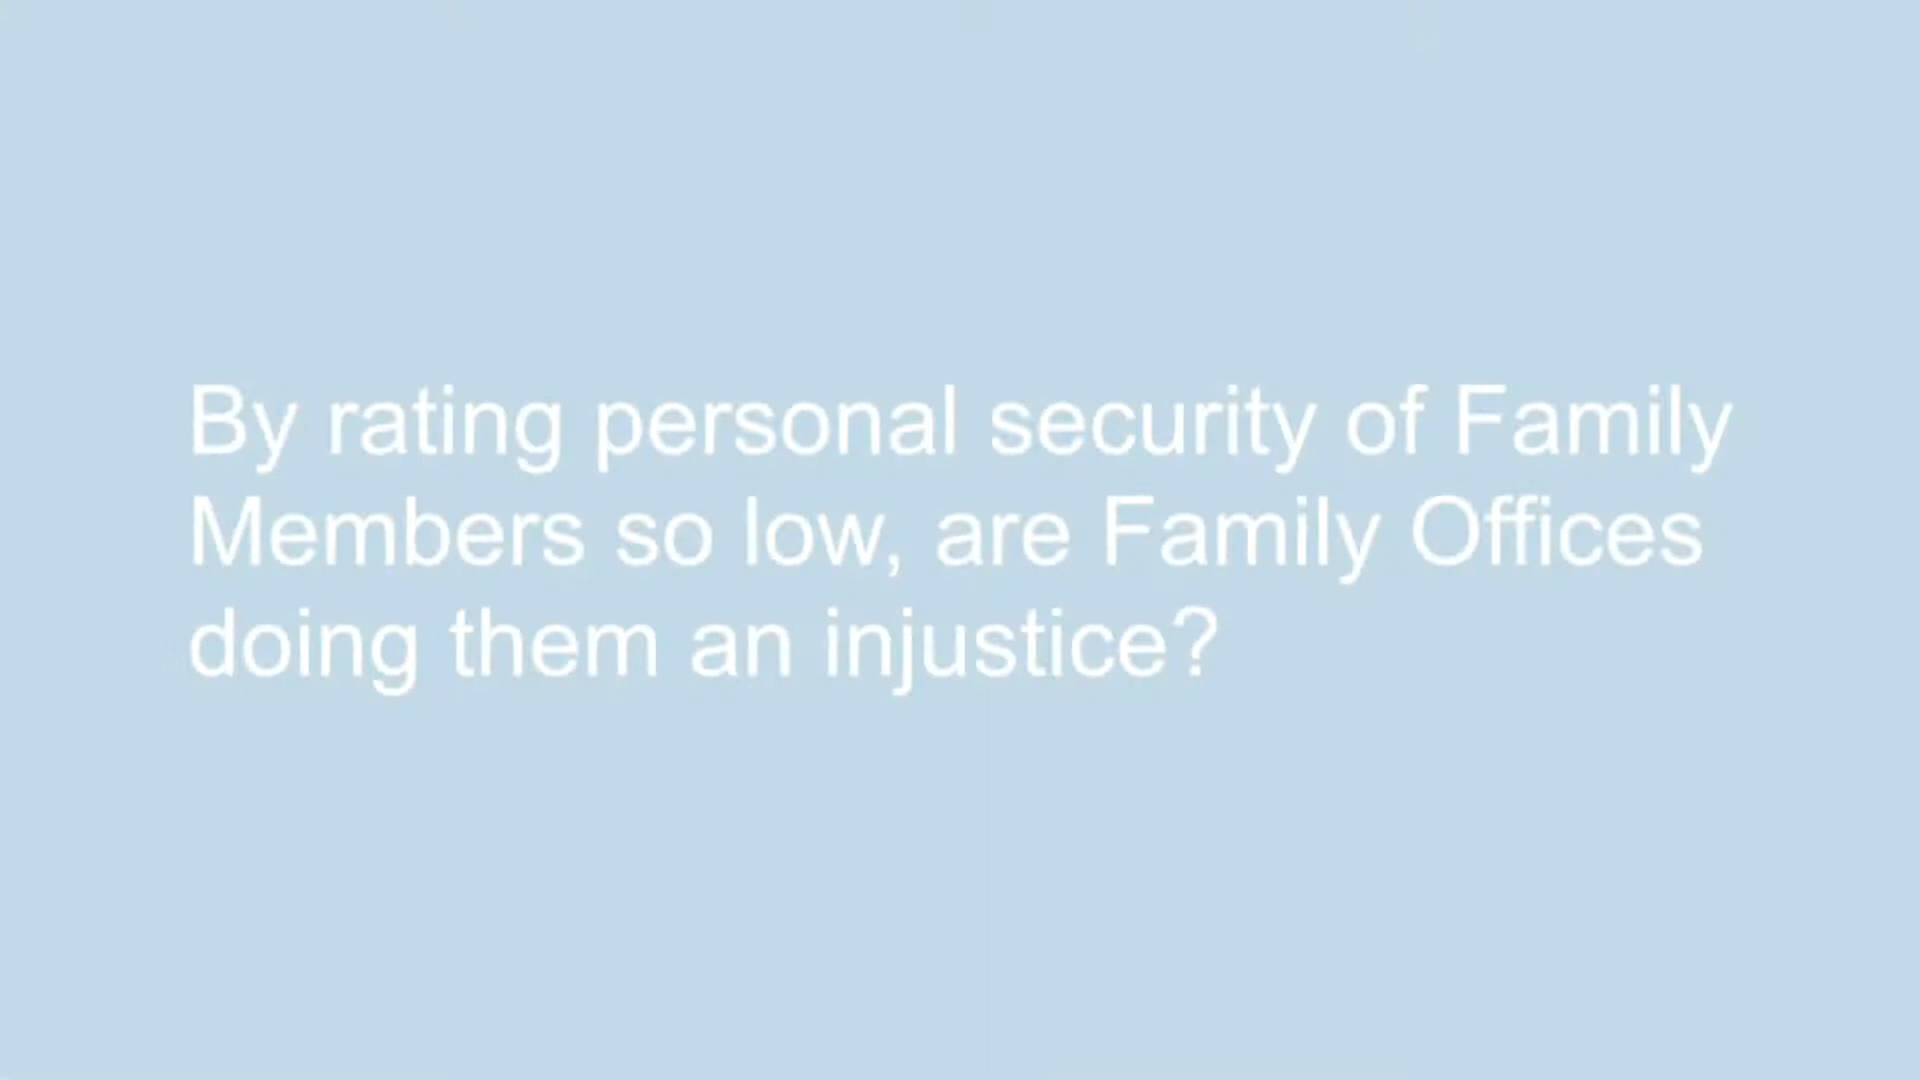 By rating personal security of Family
Members so low, are Family Offices
doing them an injustice?